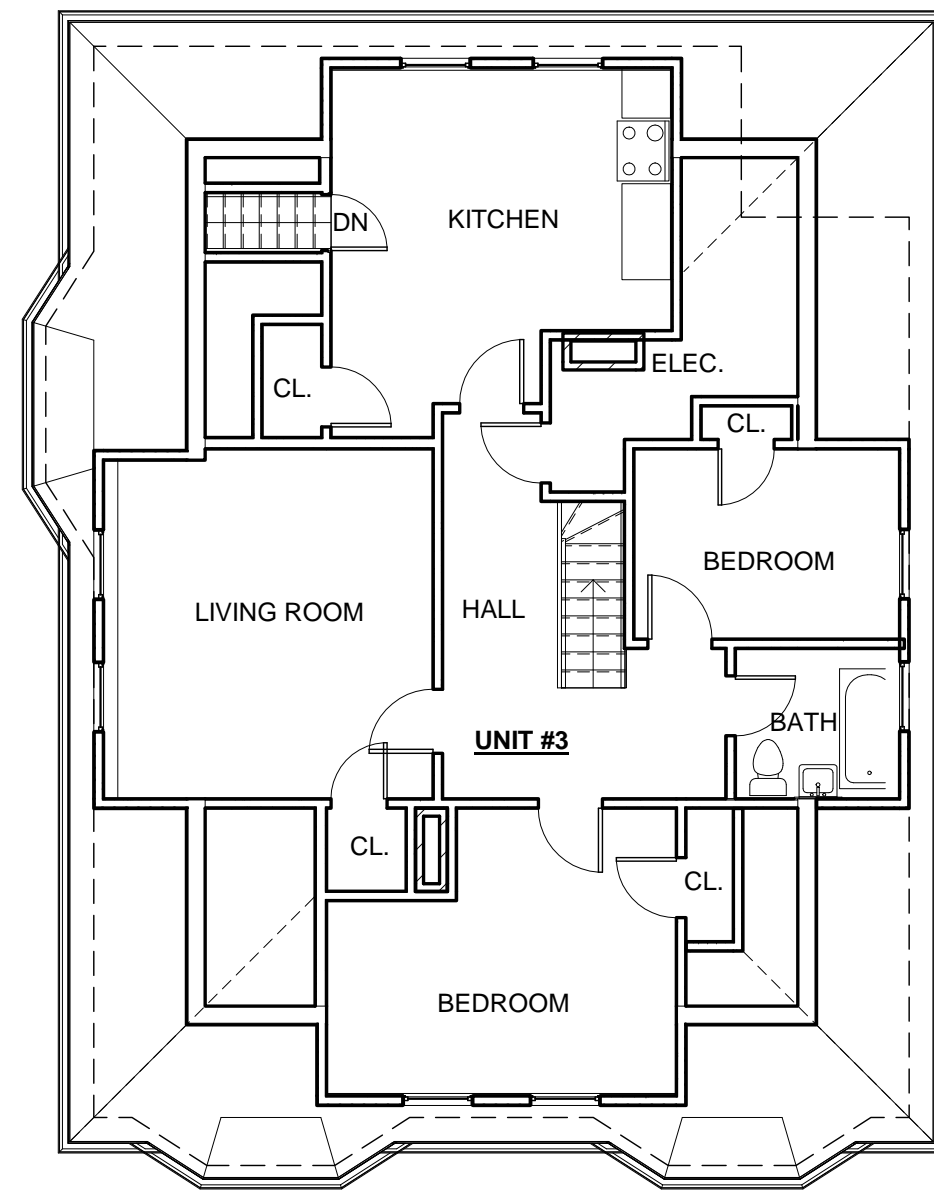 KITCHEN
DN
ELEC.
CL.
CL.
BEDROOM
LIVING ROOM
HALL
BATH
UNIT #3
CL.
CL.
BEDROOM